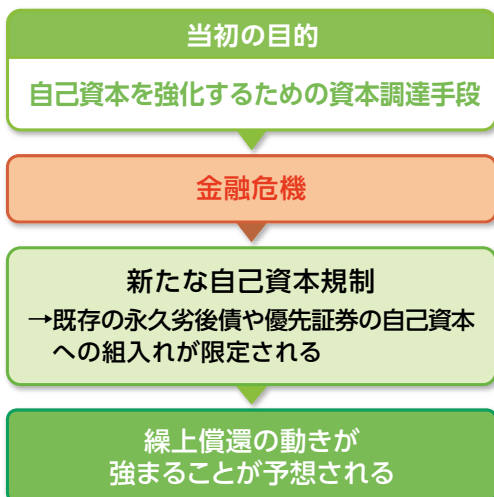 当初の目的
自己資本を強化するための資本調達手段
金融危機
新たな自己資本規制
→既存の永久劣後債や優先証券の自己資本
への組入れが限定される
繰上償還の動きが
強まることが予想される